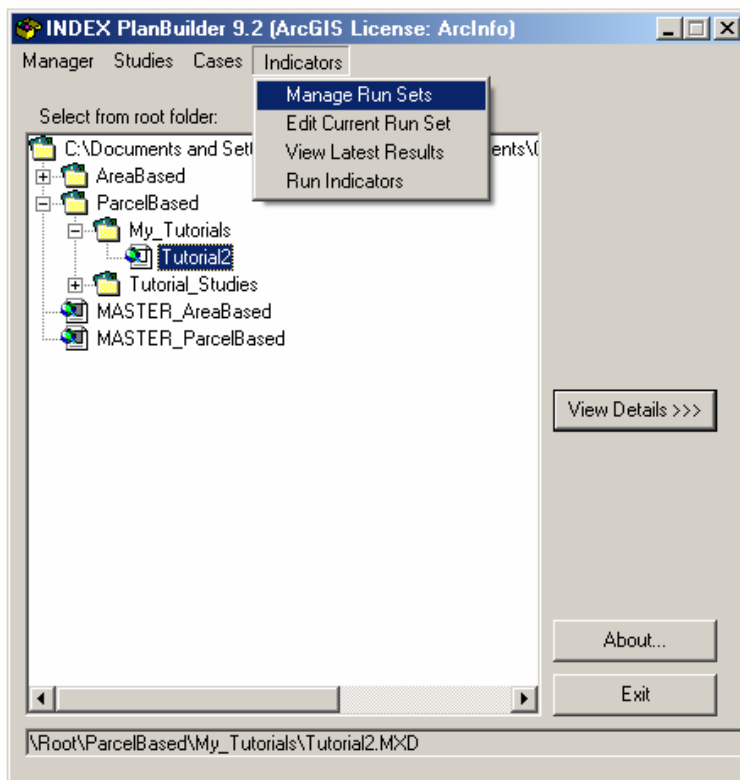 INDEX PlanBuilder 9.2 (ArcGIS License: ArcInfo)
Manager Studies Cases Indicators
Manage Run Sets
Edit Current Run Set
View Latest Results
Run Indicators
Select from root folder:
C:\Documents and Sett ents\(
AreaBased
ParcelBased
My_Tutorials
Tutorial2
Tutorial_Studies
MASTER_AreaBased
MASTER_ParcelBased
View Details >>>
About...
Exit
\Root\ParcelBased\My_Tutorials\Tutorial2.MXD